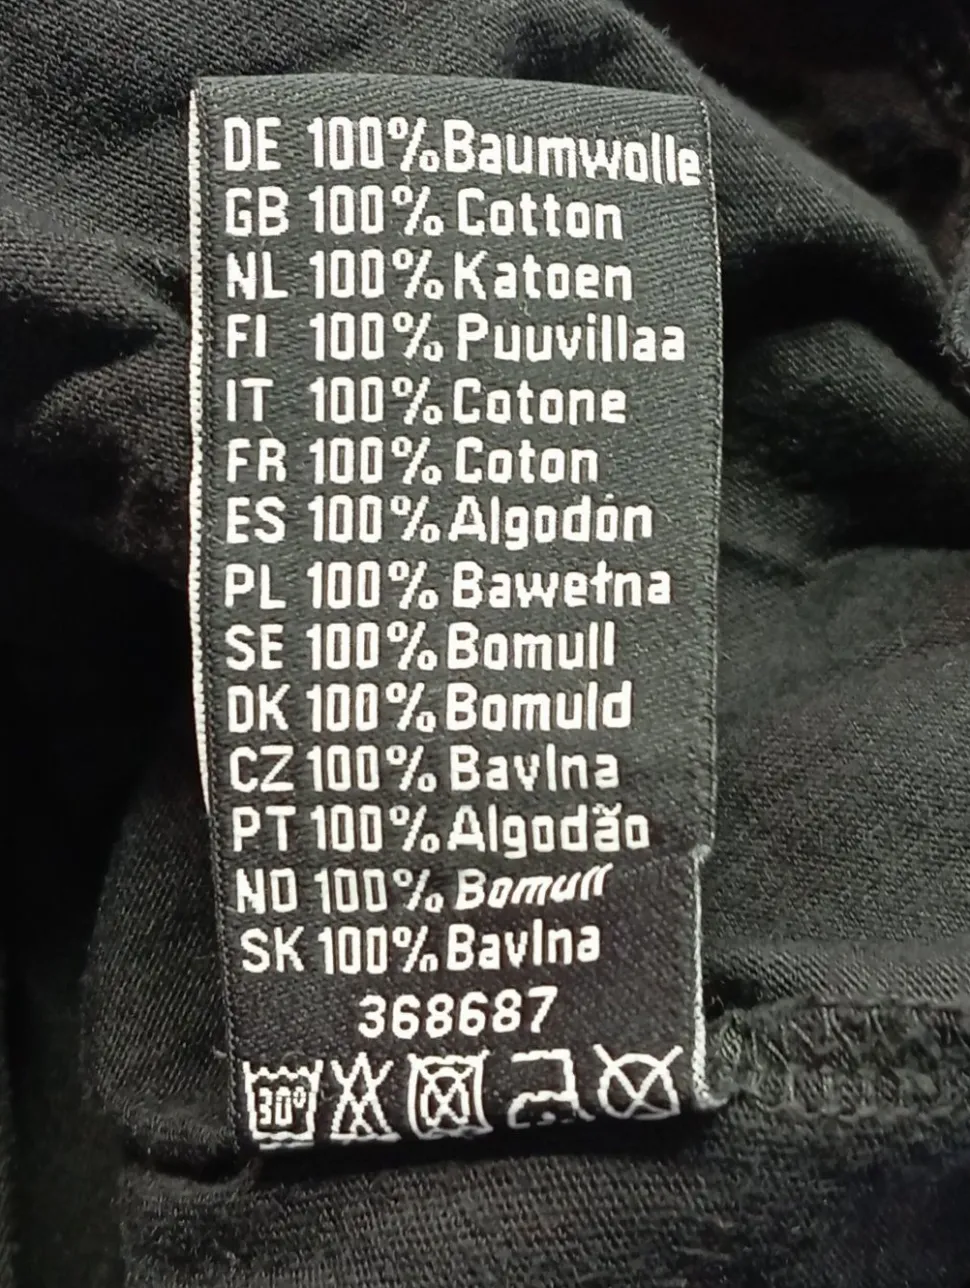 DE 100% Baumwolle
GB 100% Cotton
NL 100% Katoen
FI 100% Puuvillaa
IT 100% Cotone
FR 100% Coton
ES 100% Algodón
PL 100% Bawełna
SE 100% Bomull
DK 100% Bomuld
CZ 100% Bavlna
PT 100% Algodão
NO 100% Bomull
SK 100% Bavlna
368687
30°